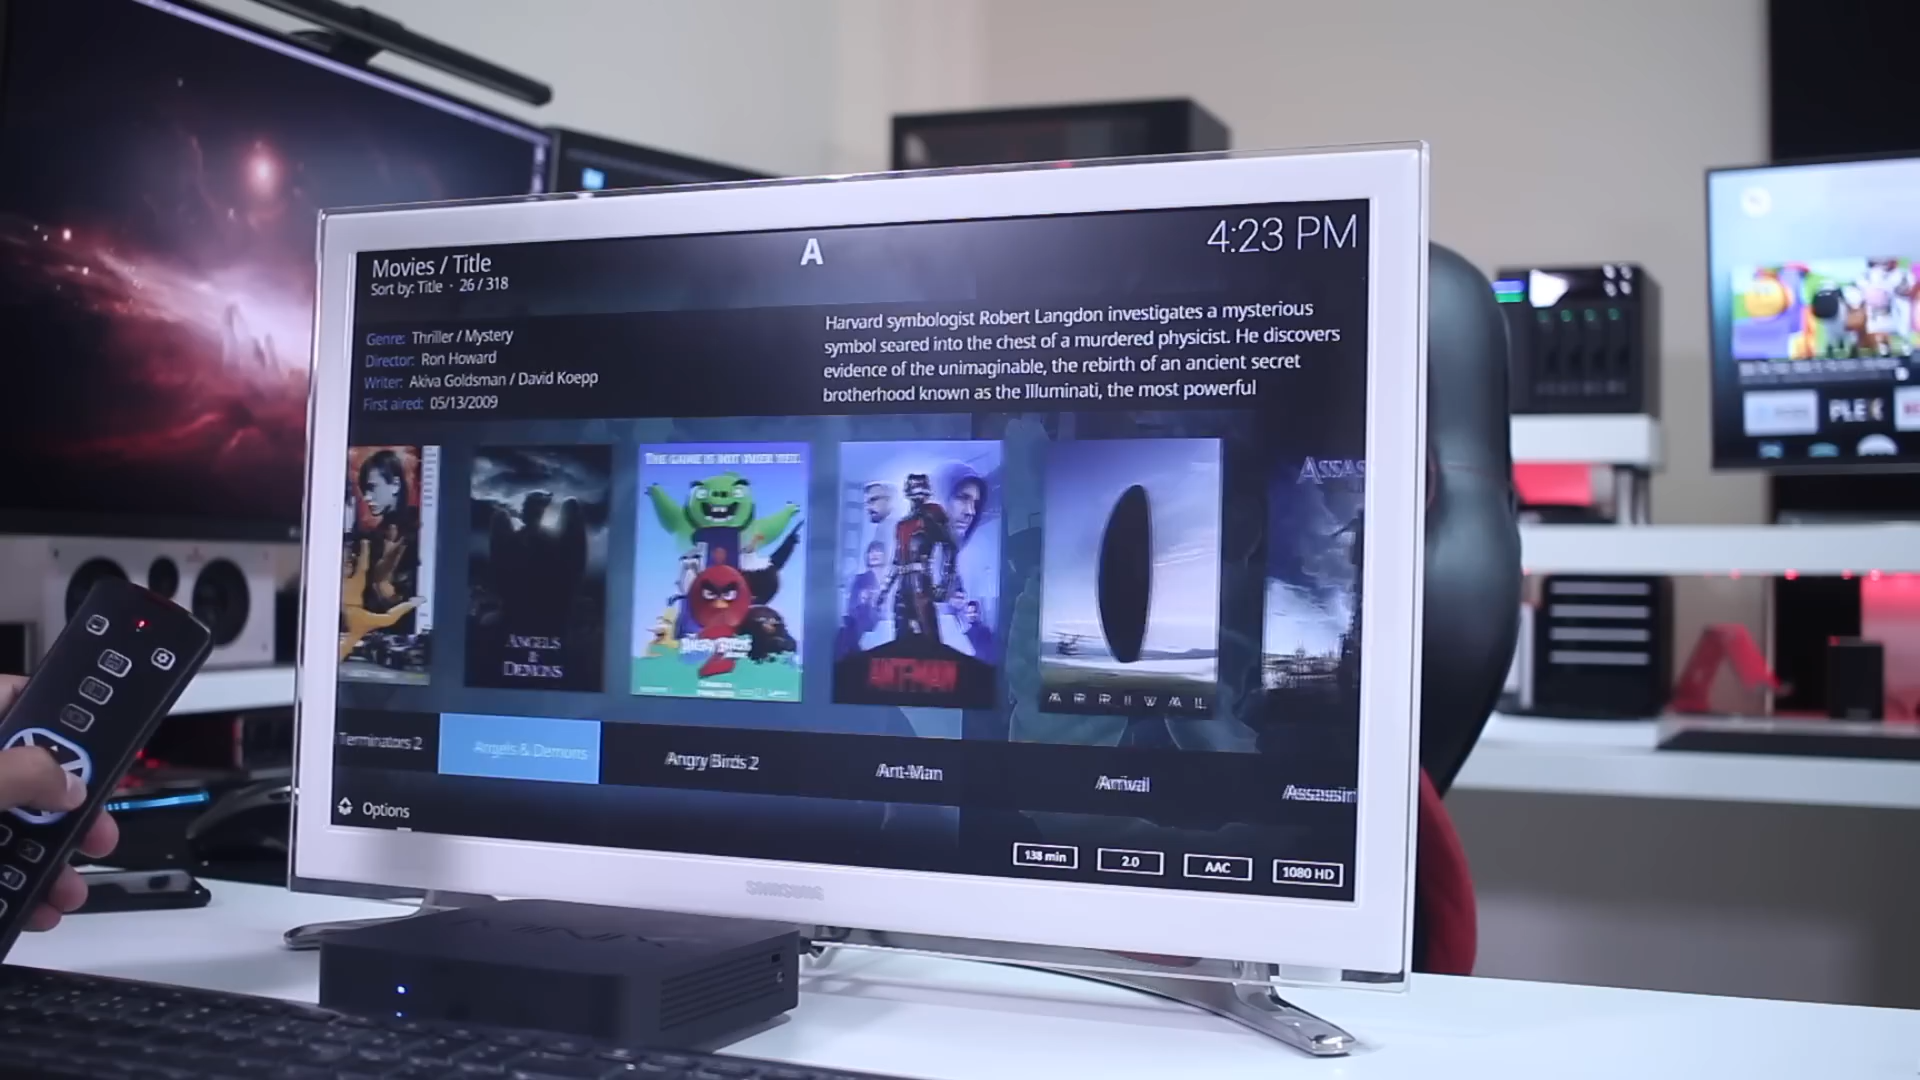 A
4:23 PM
Movies / Title
Sort by: Title · 26 / 318
Genre: Thriller / Mystery
Director: Ron Howard
Writer: Akiva Goldsman / David Koepp
First aired: 05/13/2009
Harvard symbologist Robert Langdon investigates a mysterious
symbol seared into the chest of a murdered physicist. He discovers
evidence of the unimaginable, the rebirth of an ancient secret
brotherhood known as the Illuminati, the most powerful
ANGELS
&
DEMONS
ANT-MAN
ARRIVAL
ASSAS
Terminators 2
Angels & Demons
Angry Birds 2
Ant-Man
Arrival
Assassin
Options
138 min
2.0
AAC
1080 HD
SAMSUNG
MINIX
PLEX